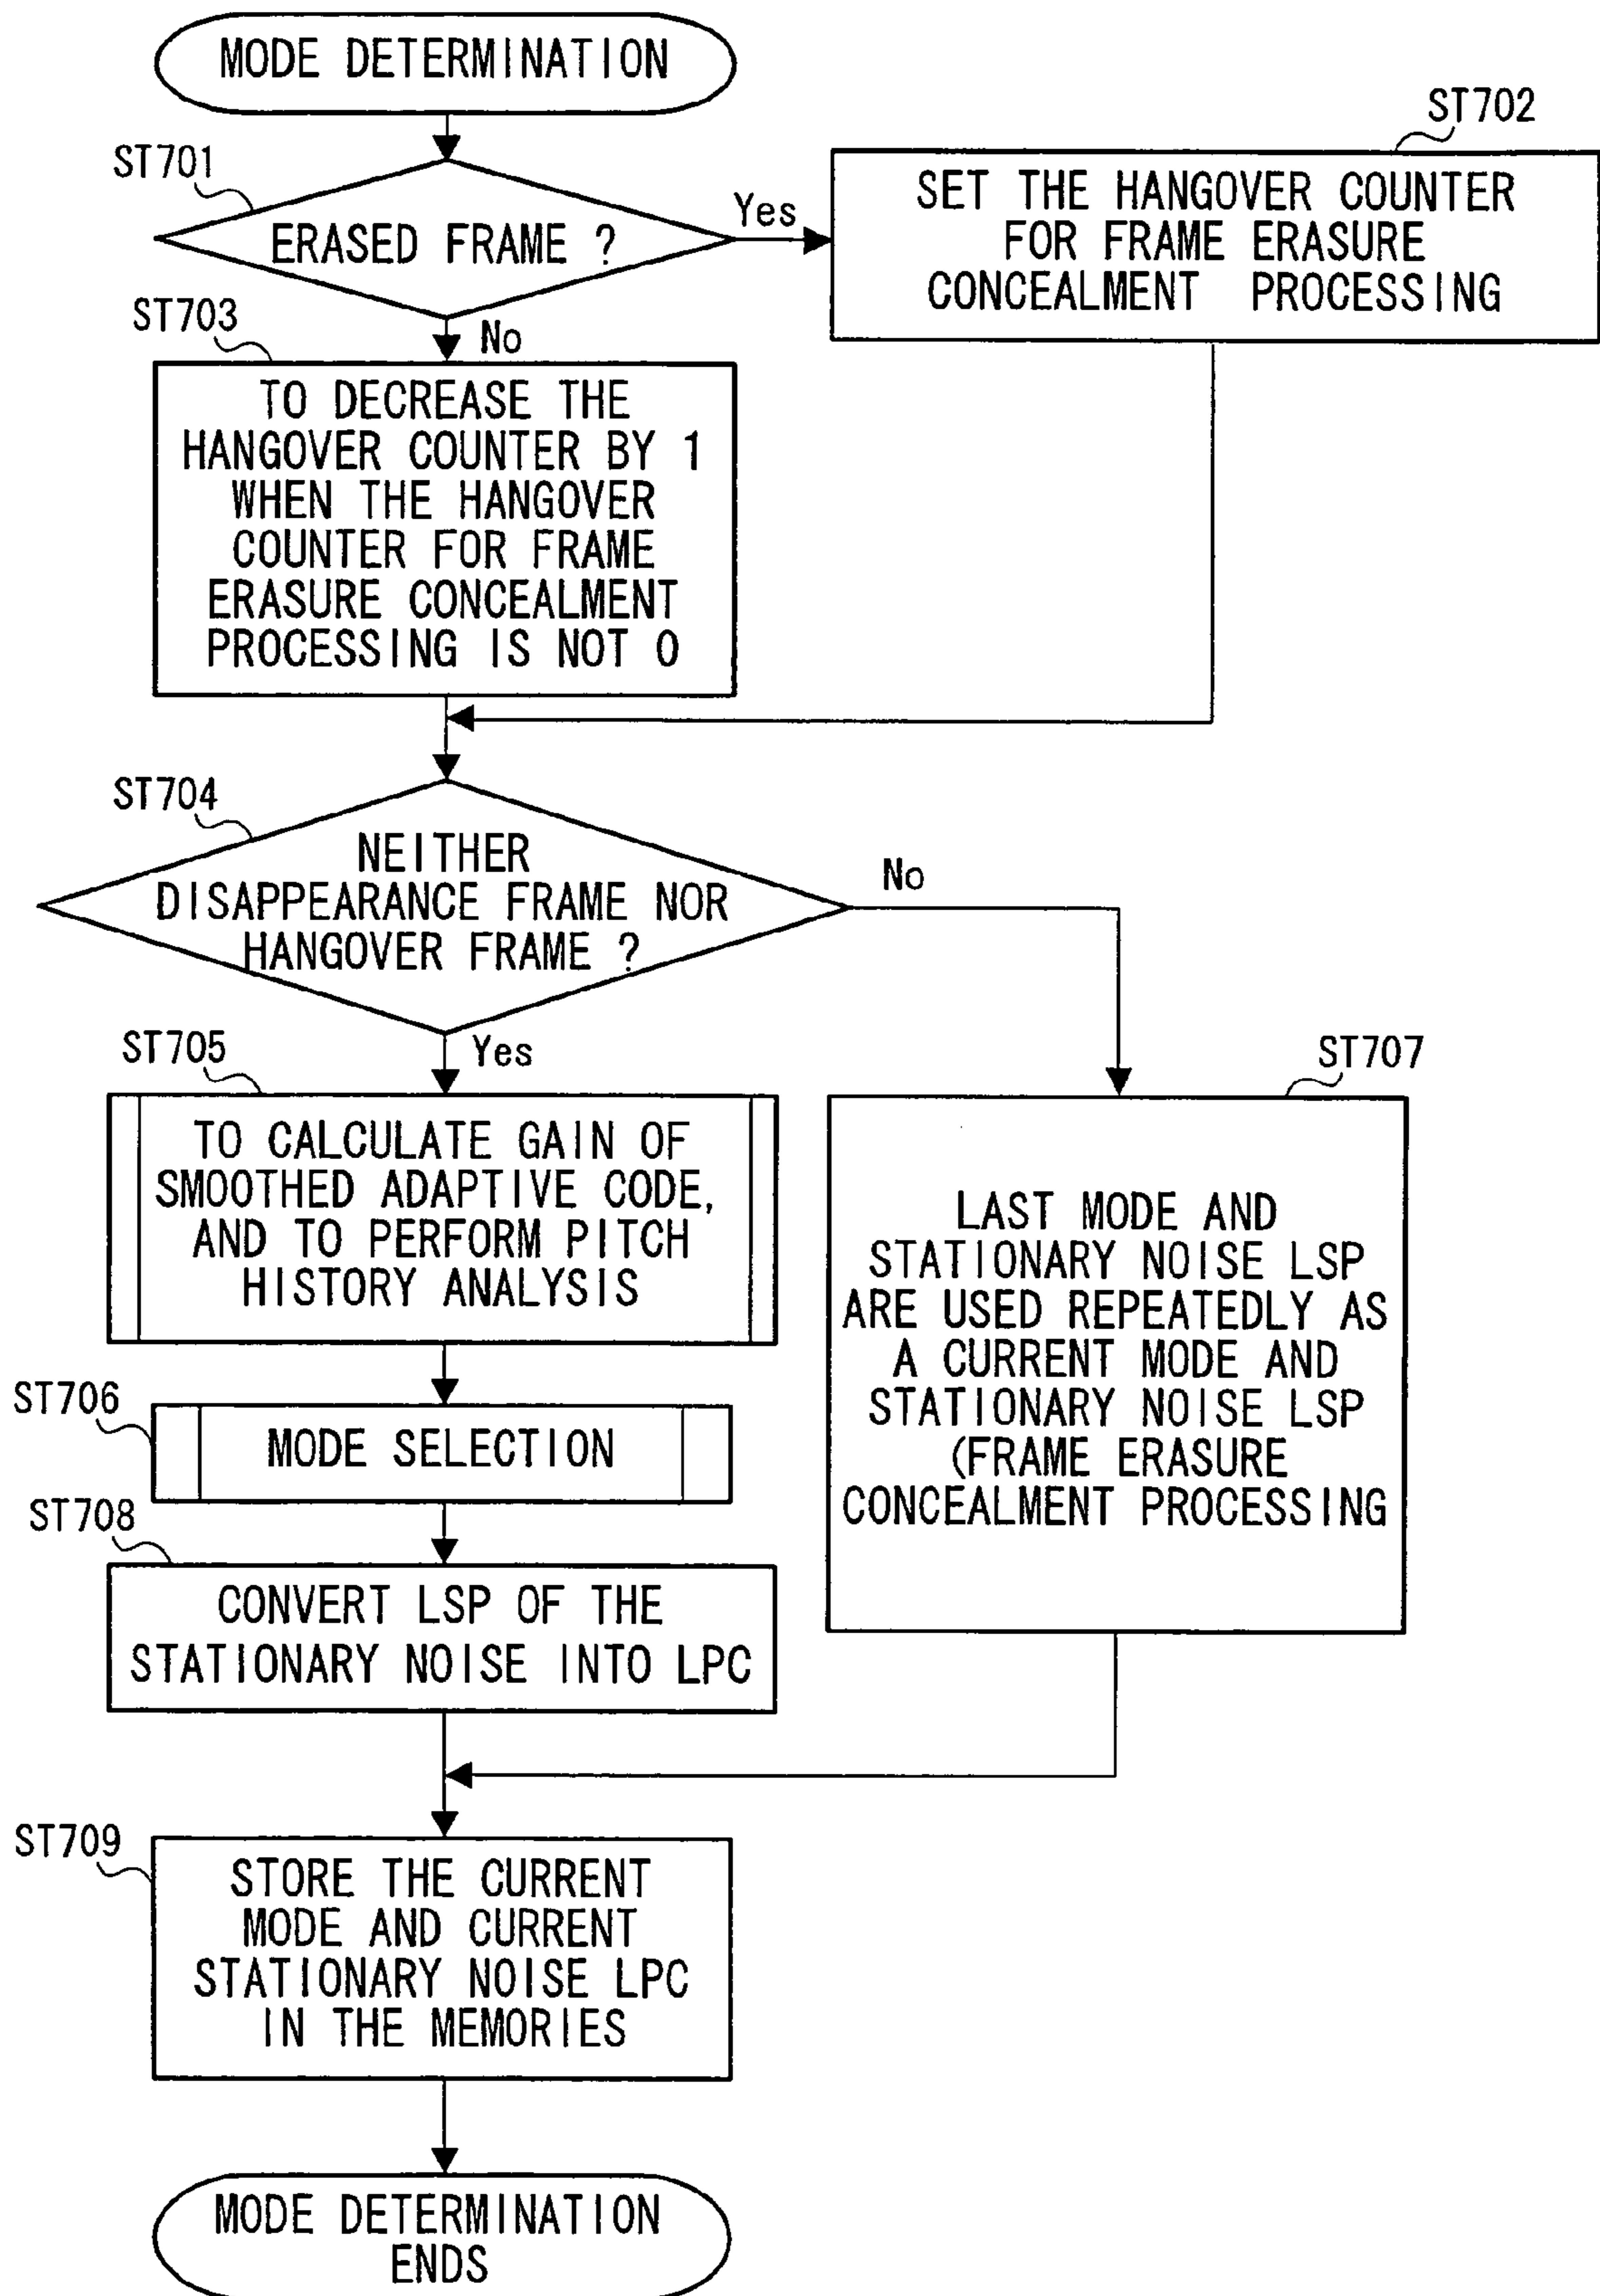 MODE DETERMINATION
ST701
ERASED FRAME ?
Yes
ST702
SET THE HANGOVER COUNTER
FOR FRAME ERASURE
CONCEALMENT PROCESSING
No
ST703
TO DECREASE THE
HANGOVER COUNTER BY 1
WHEN THE HANGOVER
COUNTER FOR FRAME
ERASURE CONCEALMENT
PROCESSING IS NOT 0
ST704
NEITHER
DISAPPEARANCE FRAME NOR
HANGOVER FRAME ?
No
Yes
ST705
TO CALCULATE GAIN OF
SMOOTHED ADAPTIVE CODE,
AND TO PERFORM PITCH
HISTORY ANALYSIS
ST707
LAST MODE AND
STATIONARY NOISE LSP
ARE USED REPEATEDLY AS
A CURRENT MODE AND
STATIONARY NOISE LSP
(FRAME ERASURE
CONCEALMENT PROCESSING
ST706
MODE SELECTION
ST708
CONVERT LSP OF THE
STATIONARY NOISE INTO LPC
ST709
STORE THE CURRENT
MODE AND CURRENT
STATIONARY NOISE LPC
IN THE MEMORIES
MODE DETERMINATION
ENDS